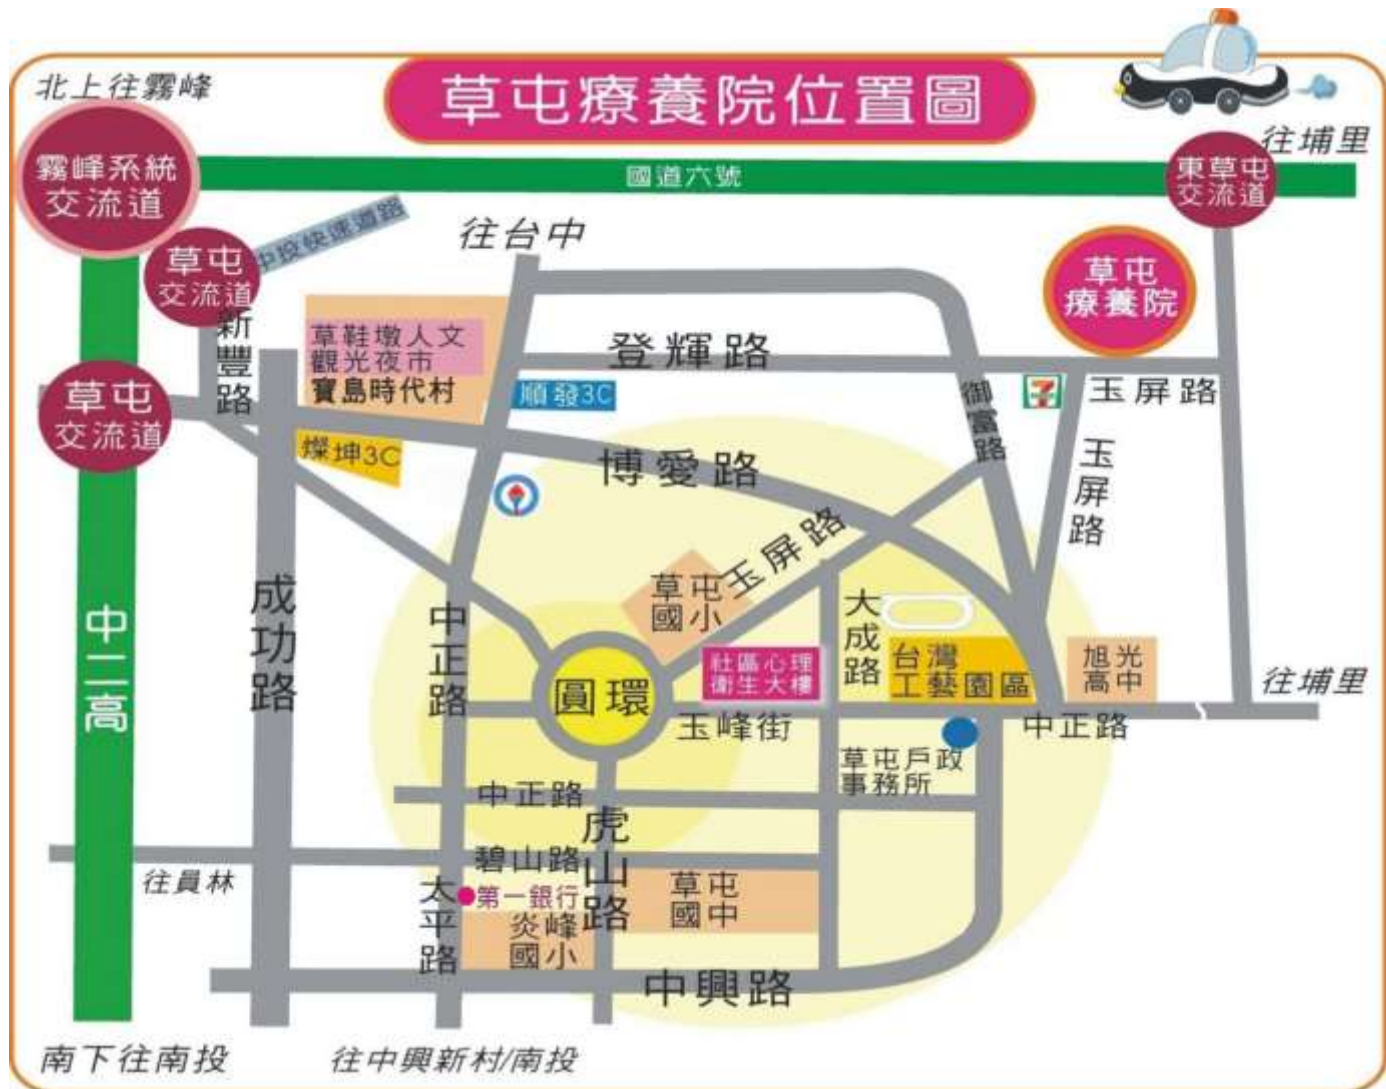 草屯療養院位置圖
北上往霧峰
往埔里
霧峰系統
交流道
國道六號
東草屯
交流道
中投快速道路
往台中
草屯
交流道
草屯
療養院
新豐路
草鞋墩人文
觀光夜市
寶島時代村
登輝路
順發3C
御富路
7
玉屏路
草屯
交流道
燦坤3C
博愛路
玉屏路
玉屏路
中二高
成功路
中正路
草屯
國小
大成路
台灣
工藝園區
旭光
高中
社區心理
衛生大樓
圓環
往埔里
玉峰街
中正路
草屯戶政
事務所
中正路
虎山路
碧山路
往員林
太平路
第一銀行
草屯
國中
炎峰
國小
中興路
南下往南投
往中興新村/南投